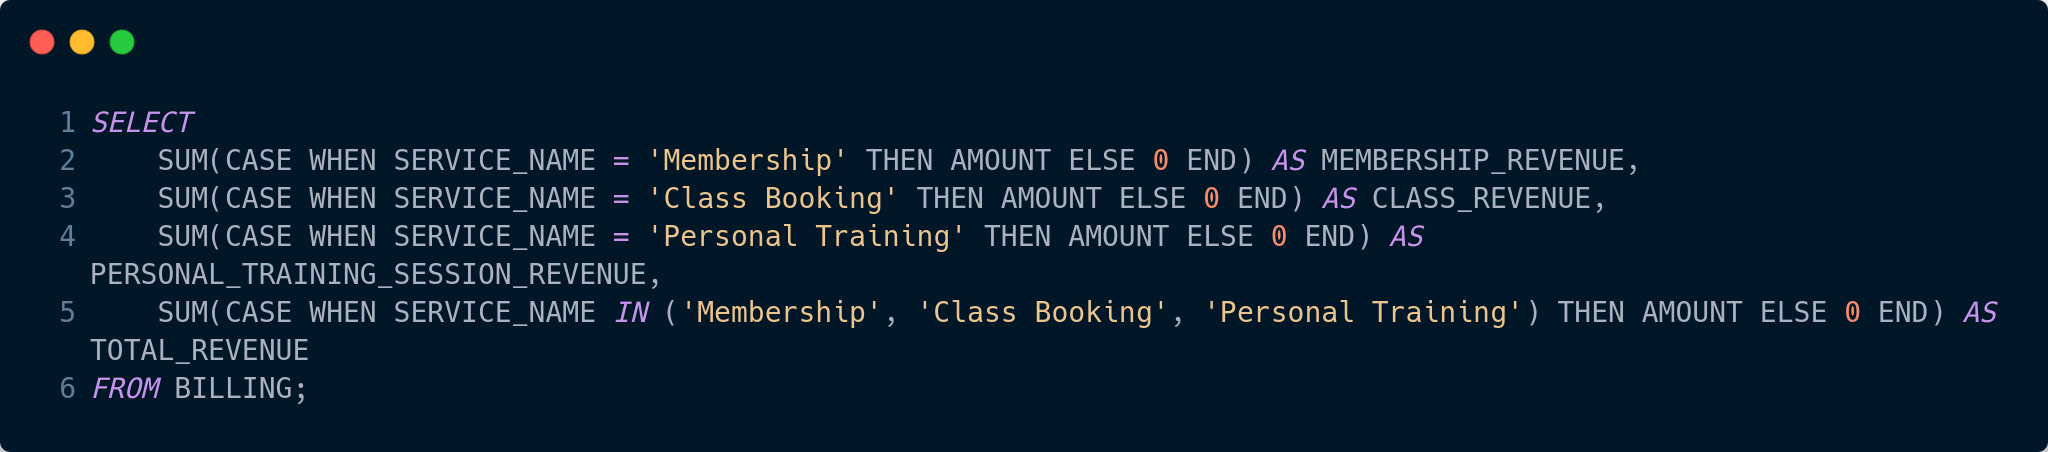 1 SELECT
2     SUM(CASE WHEN SERVICE_NAME = 'Membership' THEN AMOUNT ELSE 0 END) AS MEMBERSHIP_REVENUE,
3     SUM(CASE WHEN SERVICE_NAME = 'Class Booking' THEN AMOUNT ELSE 0 END) AS CLASS_REVENUE,
4     SUM(CASE WHEN SERVICE_NAME = 'Personal Training' THEN AMOUNT ELSE 0 END) AS
PERSONAL_TRAINING_SESSION_REVENUE,
5     SUM(CASE WHEN SERVICE_NAME IN ('Membership', 'Class Booking', 'Personal Training') THEN AMOUNT ELSE 0 END) AS
TOTAL_REVENUE
6 FROM BILLING;